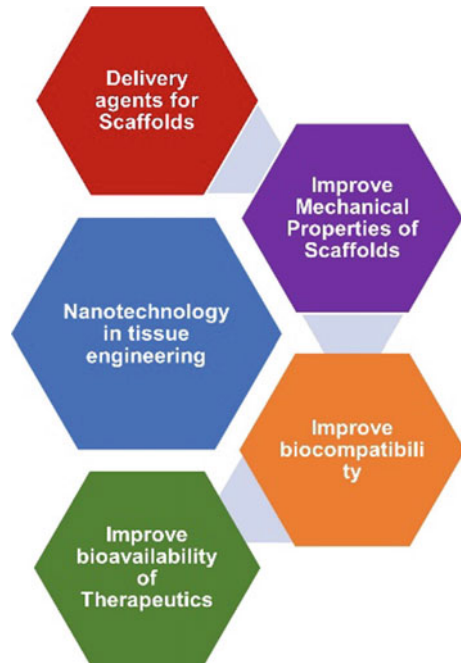 Delivery
agents for
Scaffolds
Improve
Mechanical
Properties of
Scaffolds
Nanotechnology
in tissue
engineering
Improve
biocompatibili
ty
Improve
bioavailability
of
Therapeutics